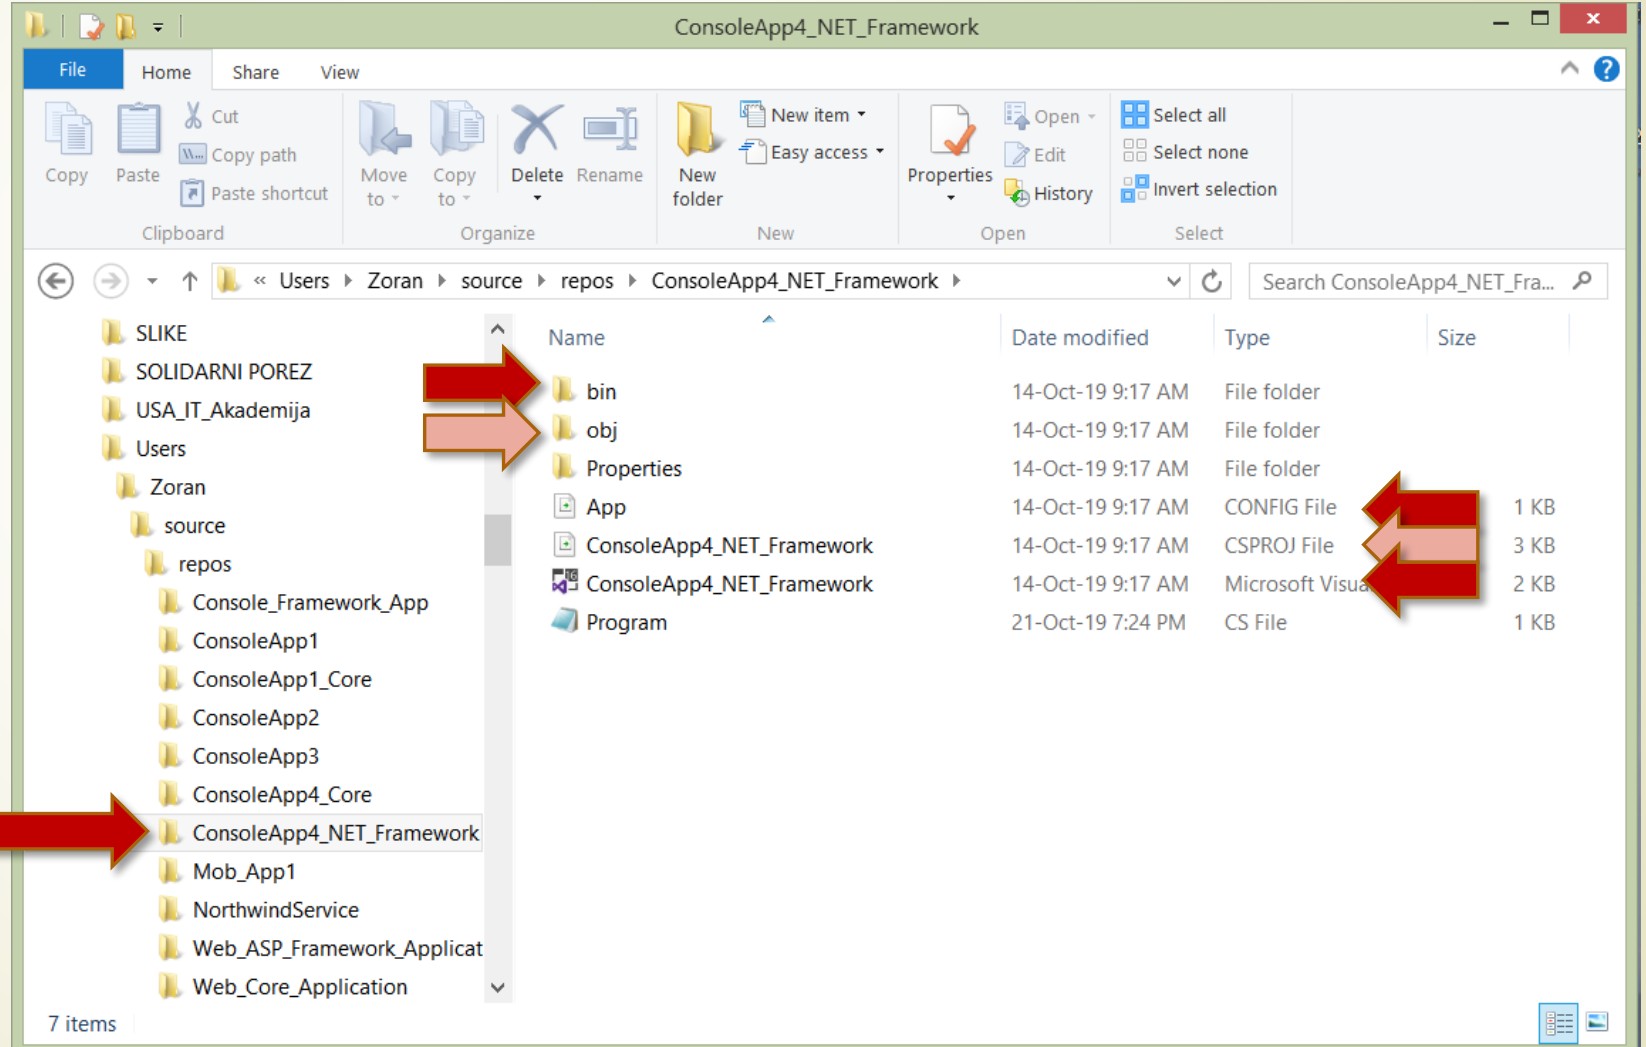 ConsoleApp4_NET_Framework
File Home Share View
Copy
Paste
Cut
Copy path
Paste shortcut
Clipboard
Move to
Copy to
Delete
Rename
Organize
New folder
New item
Easy access
New
Properties
Open
Edit
History
Open
Select all
Select none
Invert selection
Select
« Users Zoran source repos ConsoleApp4_NET_Framework
Search ConsoleApp4_NET_Fra...
SLIKE
SOLIDARNI POREZ
USA_IT_Akademija
Users
Zoran
source
repos
Console_Framework_App
ConsoleApp1
ConsoleApp1_Core
ConsoleApp2
ConsoleApp3
ConsoleApp4_Core
ConsoleApp4_NET_Framework
Mob_App1
NorthwindService
Web_ASP_Framework_Applicat
Web_Core_Application
Name Date modified Type Size
bin 14-Oct-19 9:17 AM File folder
obj 14-Oct-19 9:17 AM File folder
Properties 14-Oct-19 9:17 AM File folder
App 14-Oct-19 9:17 AM CONFIG File 1 KB
ConsoleApp4_NET_Framework 14-Oct-19 9:17 AM CSPROJ File 3 KB
ConsoleApp4_NET_Framework 14-Oct-19 9:17 AM Microsoft Visua 2 KB
Program 21-Oct-19 7:24 PM CS File 1 KB
7 items